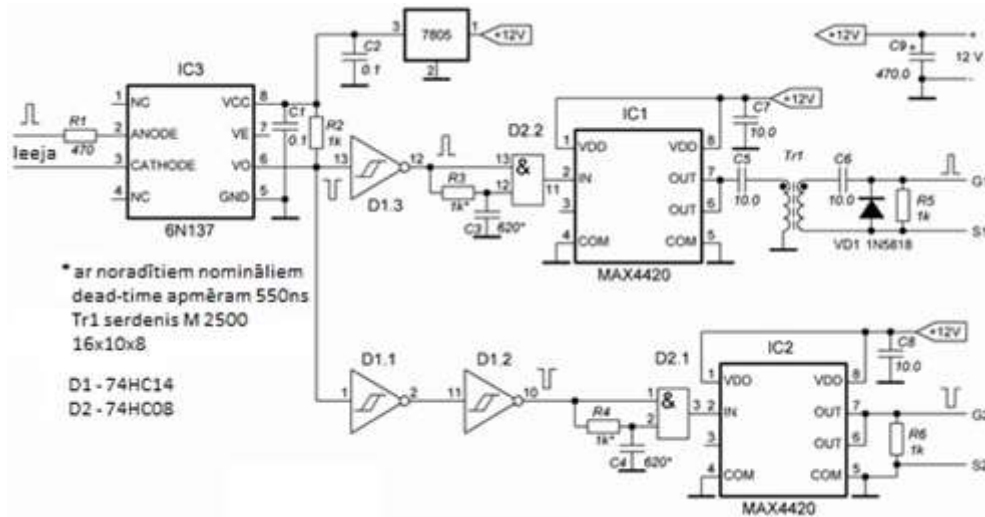 3 7805 1 +12V
2
C2
0.1
+12V
C9 +
470.0
+
12 V
-
IC3
1 NC VCC 8
2 ANODE VE 7
3 CATHODE VO 6
4 NC GND 5
6N137
R1
470
Ieeja
C1
0.1
R2
1k
13 12
D1.3
R3
1k*
C3 620*
D2.2
13 &
12 11
IC1
1 VDD VDD 8
2 IN OUT 7
3 OUT 6
4 COM COM 5
MAX4420
+12V
C7
10.0
C5
10.0
Tr1
C6
10.0
VD1 1N5818
R5
1k
G1
S1
* ar noradītiem nomināliem
dead-time apmēram 550ns
Tr1 serdenis M 2500
16x10x8
D1 - 74HC14
D2 - 74HC08
D1.1
1 2
D1.2
11 10
R4
1k*
C4 620*
D2.1
1 &
2 3
IC2
1 VDD VDD 8
2 IN OUT 7
3 OUT 6
4 COM COM 5
MAX4420
+12V
C8
10.0
R6
1k
G2
S2